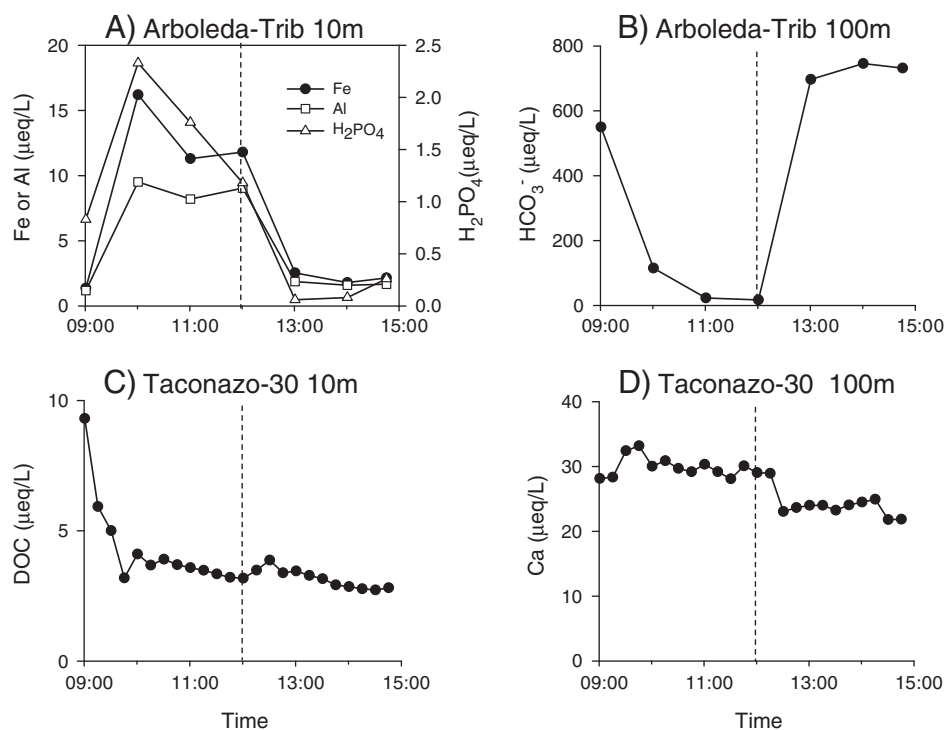 A) Arboleda-Trib 10m
20
15
10
5
0
Fe or Al (µeq/L)
2.5
2.0
1.5
1.0
0.5
0.0
H₂PO₄(µeq/L)
Fe
Al
H₂PO₄
09:00 11:00 13:00 15:00
B) Arboleda-Trib 100m
800
600
400
200
0
HCO₃⁻ (µeq/L)
09:00 11:00 13:00 15:00
C) Taconazo-30 10m
10
5
0
DOC (µeq/L)
09:00 11:00 13:00 15:00
Time
D) Taconazo-30 100m
40
30
20
10
0
Ca (µeq/L)
09:00 11:00 13:00 15:00
Time